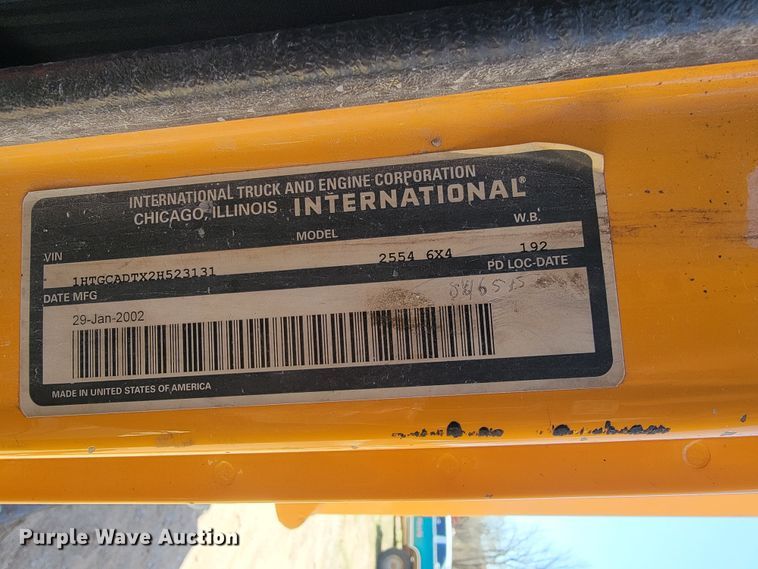 INTERNATIONAL TRUCK AND ENGINE CORPORATION
CHICAGO, ILLINOIS INTERNATIONAL®
VIN MODEL W.B.
1HTGCADTX2H523131 2554 6X4 192
DATE MFG PD LOC-DATE
29-Jan-2002
MADE IN UNITED STATES OF AMERICA
Purple Wave Auction®